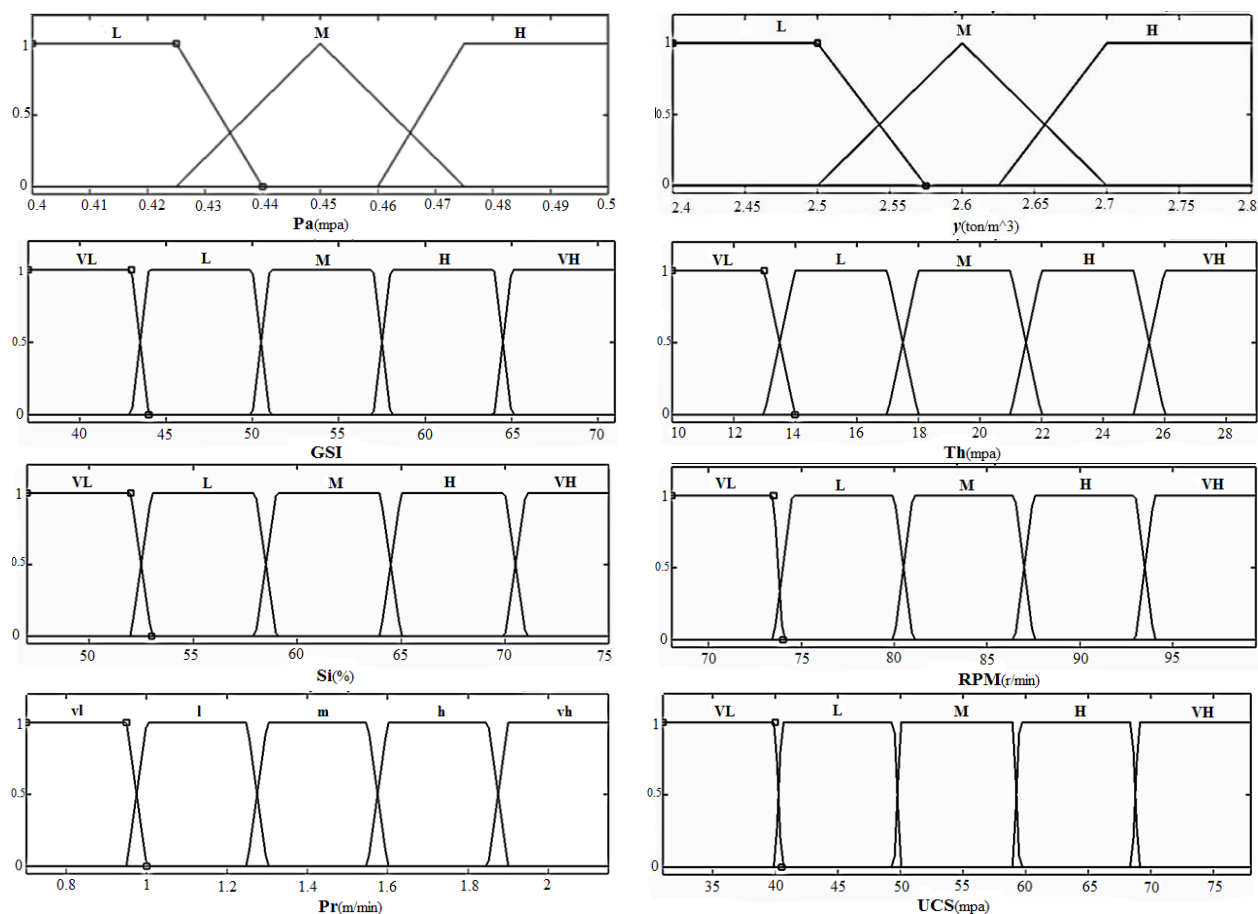 L M H
1
0.5
0
0.4 0.41 0.42 0.43 0.44 0.45 0.46 0.47 0.48 0.49 0.5
Pa(mpa)
L M H
1
0.5
0
2.4 2.45 2.5 2.55 2.6 2.65 2.7 2.75 2.8
γ(ton/m^3)
VL L M H VH
1
0.5
0
40 45 50 55 60 65 70
GSI
VL L M H VH
1
0.5
0
10 12 14 16 18 20 22 24 26 28
Th(mpa)
VL L M H VH
1
0.5
0
50 55 60 65 70 75
Si(%)
VL L M H VH
1
0.5
0
70 75 80 85 90 95
RPM(r/min)
vl l m h vh
1
0.5
0
0.8 1 1.2 1.4 1.6 1.8 2
Pr(m/min)
VL L M H VH
1
0.5
0
35 40 45 50 55 60 65 70 75
UCS(mpa)